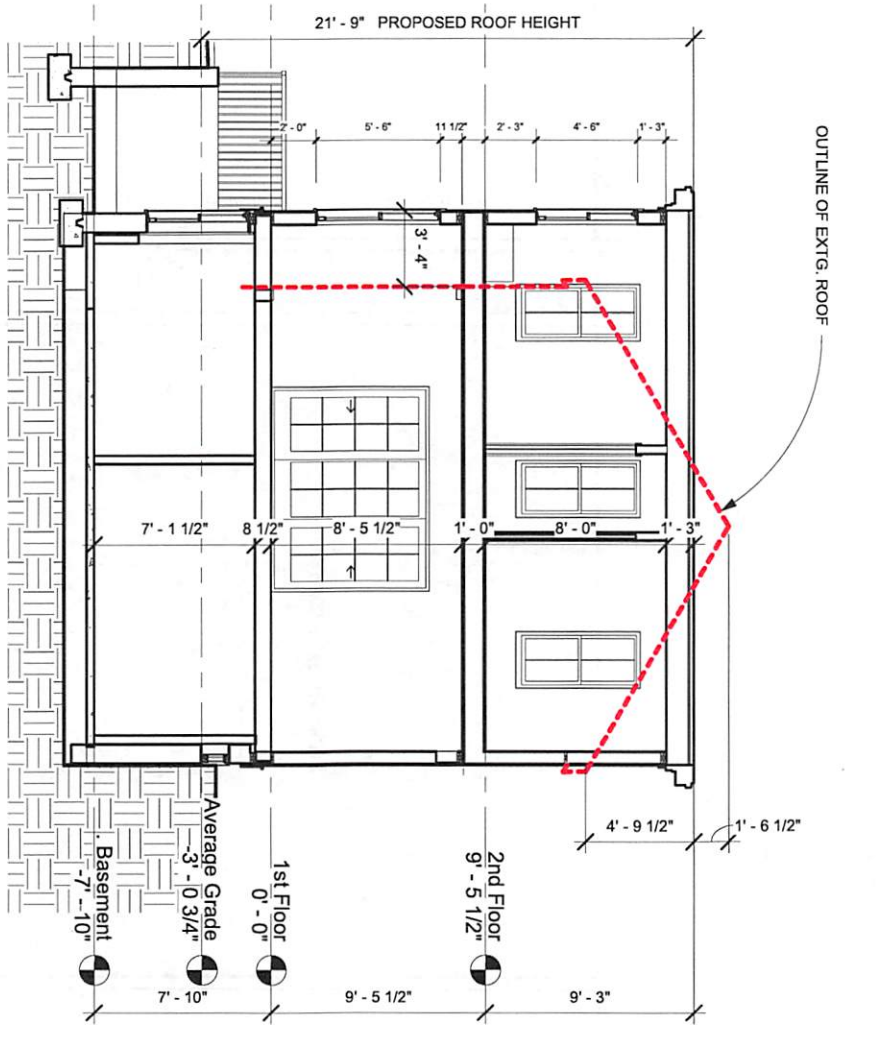 21' - 9" PROPOSED ROOF HEIGHT
2' - 0"
5' - 6"
11 1/2"
2' - 3"
4' - 6"
1' - 3"
OUTLINE OF EXTG. ROOF
3' - 4"
7' - 1 1/2"
8 1/2"
8' - 5 1/2"
1' - 0"
8' - 0"
1' - 3"
4' - 9 1/2"
1' - 6 1/2"
Basement
-7' - 10"
Average Grade
-3' - 0 3/4"
1st Floor
0' - 0"
2nd Floor
9' - 5 1/2"
7' - 10"
9' - 5 1/2"
9' - 3"